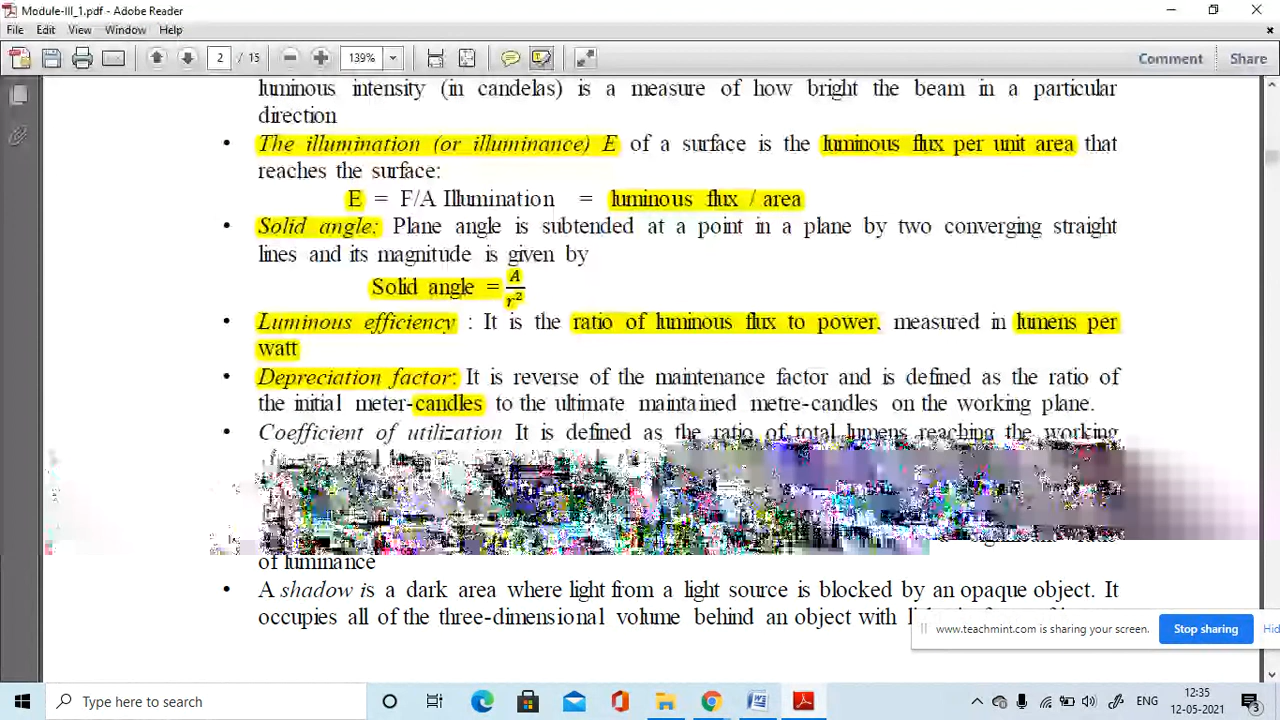 Module-III_1.pdf - Adobe Reader
File Edit View Window Help
2 / 15 139% Comment Share
luminous intensity (in candelas) is a measure of how bright the beam in a particular
direction
• The illumination (or illuminance) E of a surface is the luminous flux per unit area that
reaches the surface:
E = F/A Illumination = luminous flux / area
• Solid angle: Plane angle is subtended at a point in a plane by two converging straight
lines and its magnitude is given by
Solid angle = A/r²
• Luminous efficiency : It is the ratio of luminous flux to power, measured in lumens per
watt
• Depreciation factor: It is reverse of the maintenance factor and is defined as the ratio of
the initial meter-candles to the ultimate maintained metre-candles on the working plane.
• Coefficient of utilization It is defined as the ratio of total lumens reaching the working
of luminance
• A shadow is a dark area where light from a light source is blocked by an opaque object. It
occupies all of the three-dimensional volume behind an object with
www.teachmint.com is sharing your screen. Stop sharing Hid
Type here to search
ENG 12:35
12-05-2021
3